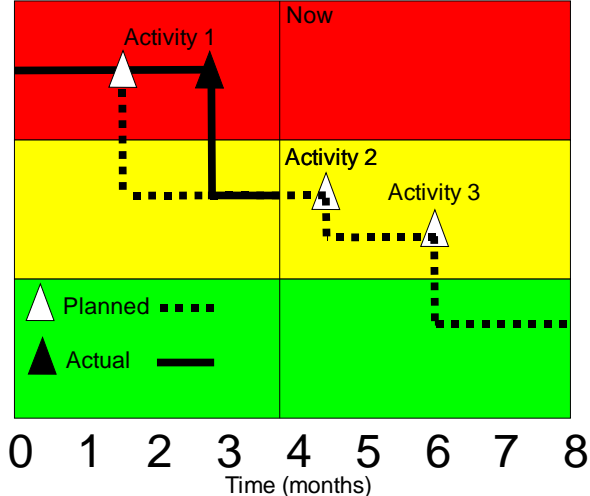 Now
Activity 1
Activity 2
Activity 3
Planned
Actual
0 1 2 3 4 5 6 7 8
Time (months)